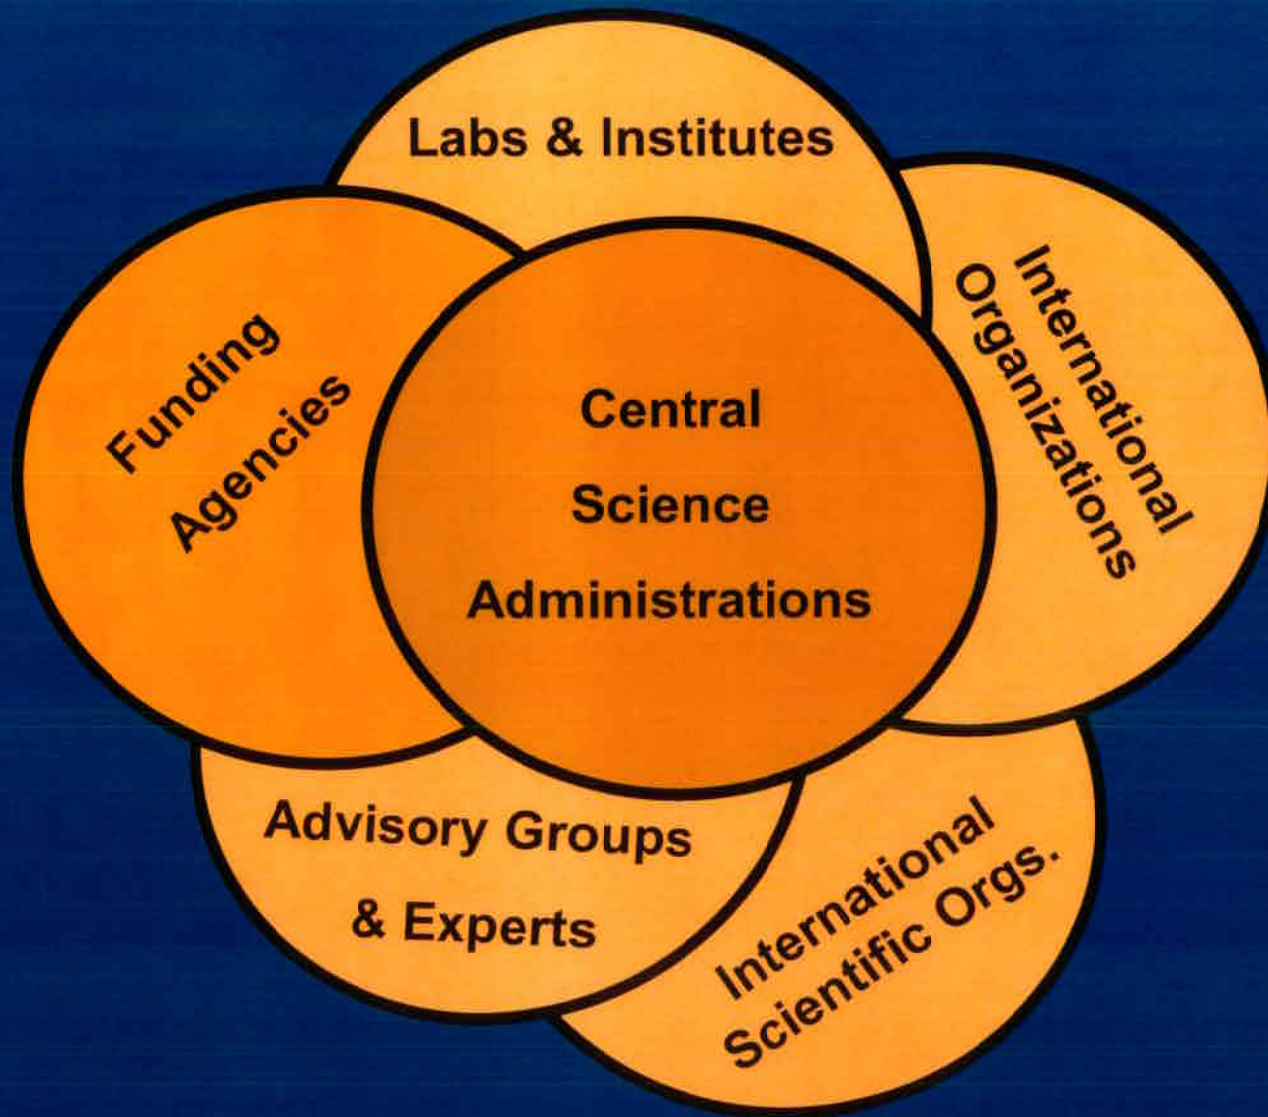 Labs & Institutes
International
Organizations
Funding
Agencies
Central
Science
Administrations
Advisory Groups
& Experts
International
Scientific Orgs.